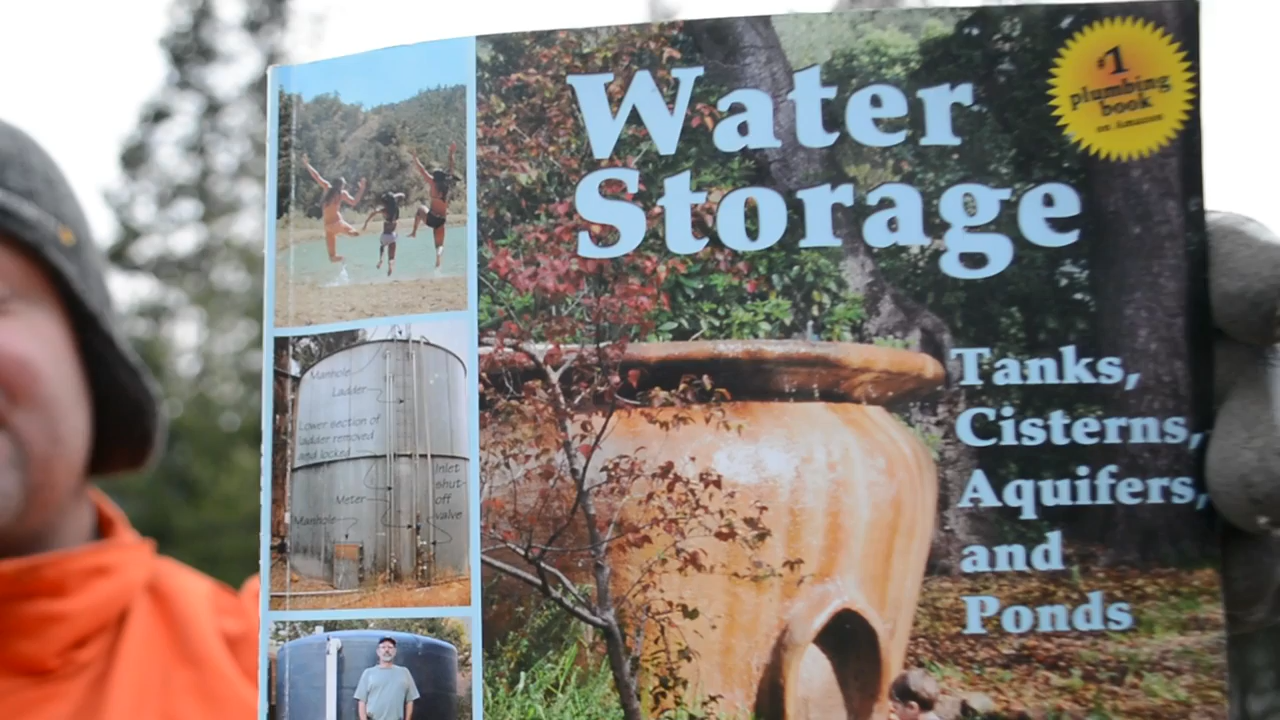 Water
Storage
#1
plumbing
book
on Amazon
Tanks,
Cisterns,
Aquifers,
and
Ponds
Manhole
Ladder
Lower section of
ladder removed
and locked
Inlet
shut-
off
valve
Meter
Manhole